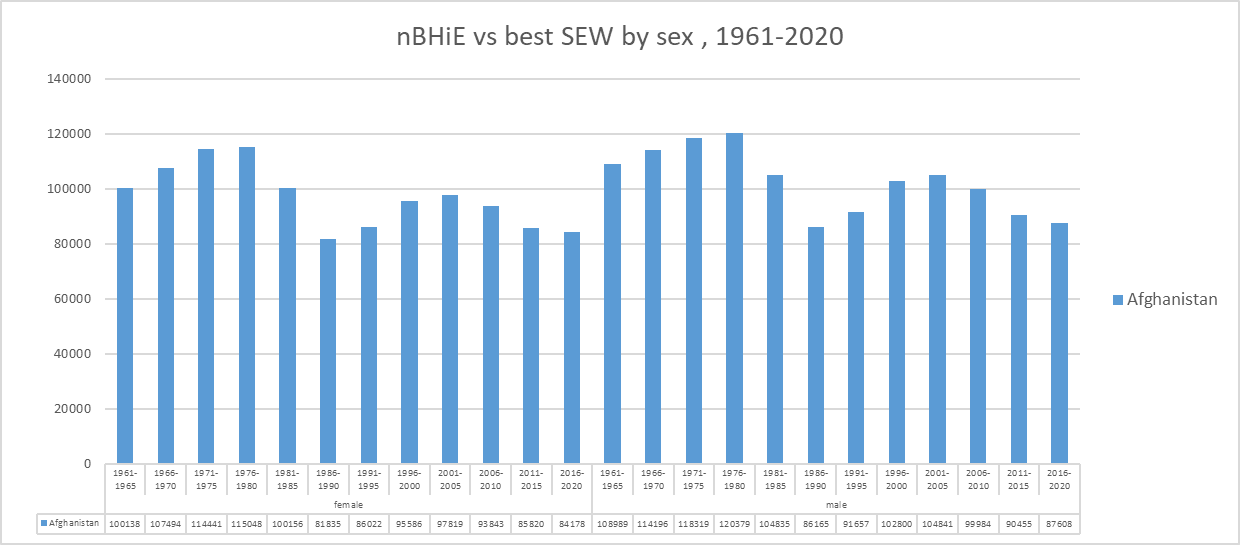 nBHiE vs best SEW by sex , 1961-2020
140000
120000
100000
80000
60000
40000
20000
0
Afghanistan
1961-1965 1966-1970 1971-1975 1976-1980 1981-1985 1986-1990 1991-1995 1996-2000 2001-2005 2006-2010 2011-2015 2016-2020 1961-1965 1966-1970 1971-1975 1976-1980 1981-1985 1986-1990 1991-1995 1996-2000 2001-2005 2006-2010 2011-2015 2016-2020
female male
Afghanistan 100138 107494 114441 115048 100156 81835 86022 95586 97819 93843 85820 84178 108989 114196 118319 120379 104835 86165 91657 102800 104841 99984 90455 87608